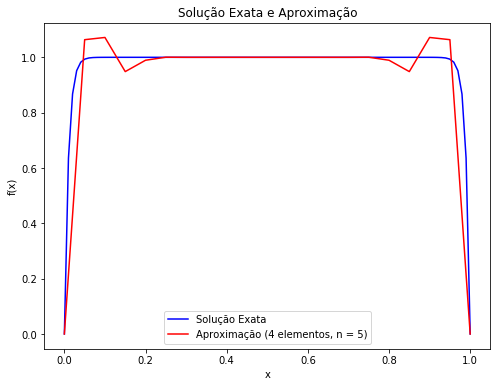 Solução Exata e Aproximação
f(x)
1.0
0.8
0.6
0.4
0.2
0.0
Solução Exata
Aproximação (4 elementos, n = 5)
0.0 0.2 0.4 0.6 0.8 1.0
x